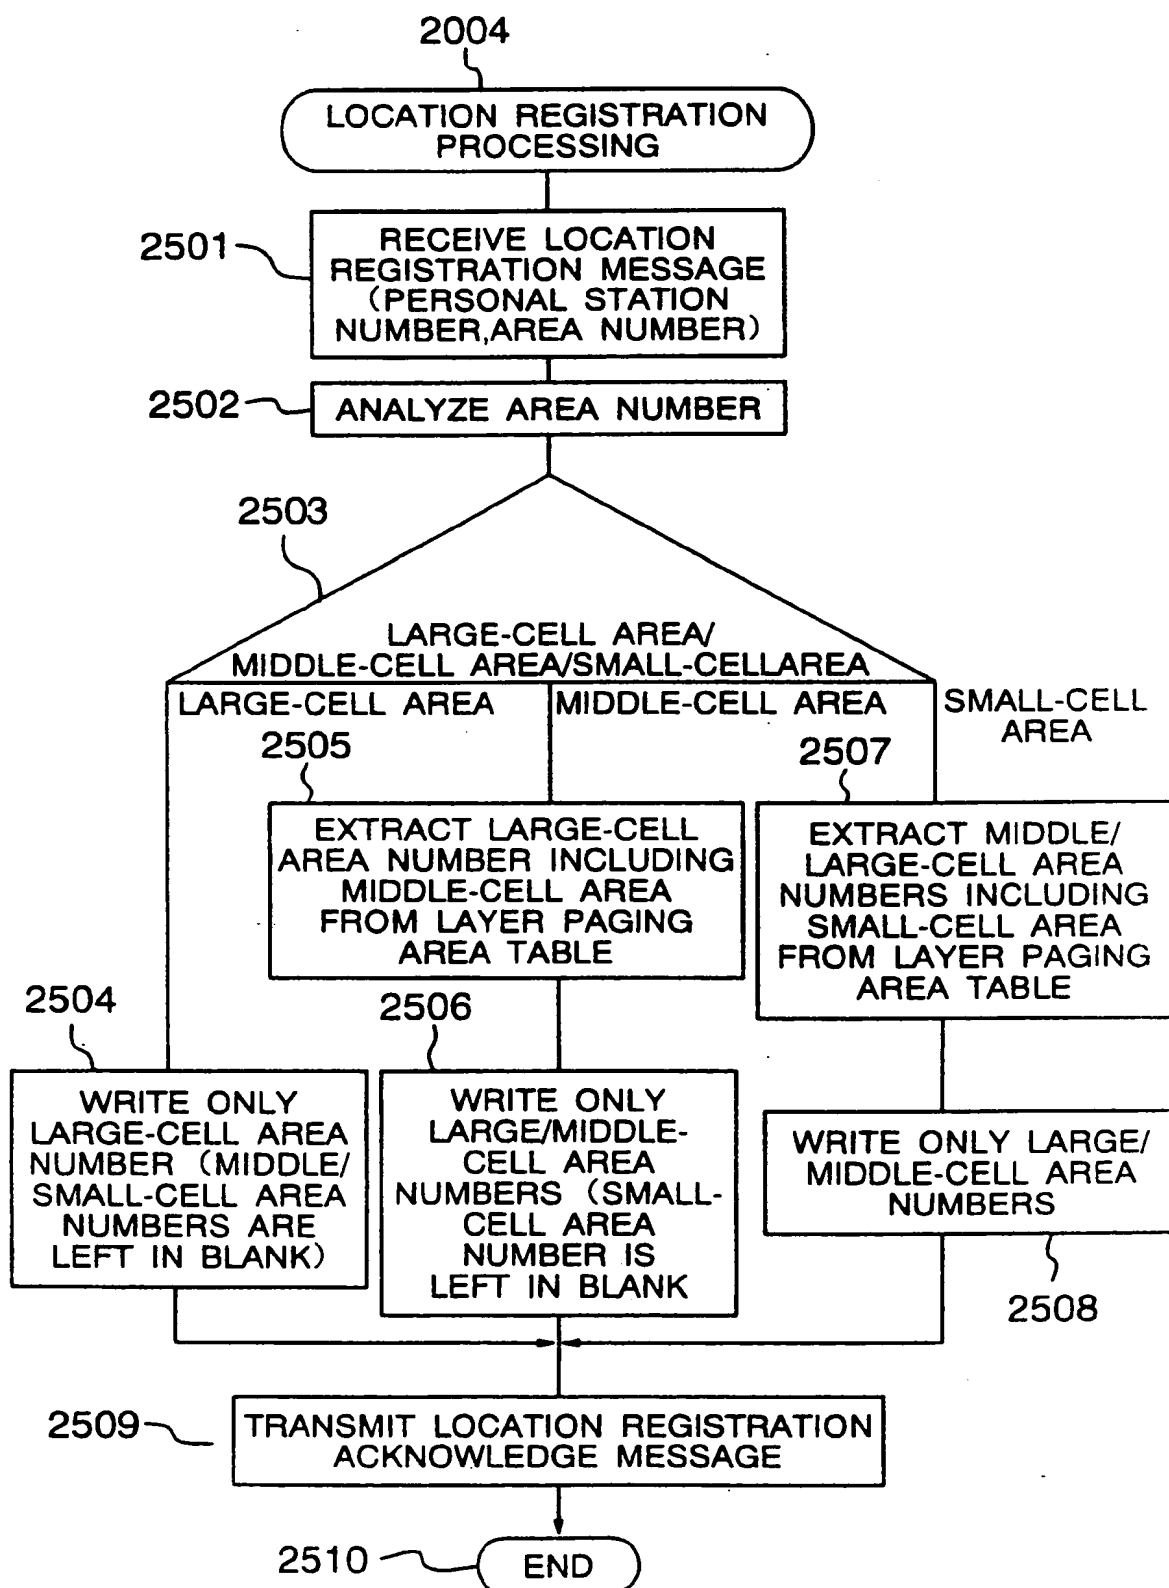 2004
LOCATION REGISTRATION
PROCESSING
2501
RECEIVE LOCATION
REGISTRATION MESSAGE
(PERSONAL STATION
NUMBER,AREA NUMBER)
2502
ANALYZE AREA NUMBER
2503
LARGE-CELL AREA/
MIDDLE-CELL AREA/SMALL-CELLAREA
LARGE-CELL AREA
MIDDLE-CELL AREA
SMALL-CELL
AREA
2505
EXTRACT LARGE-CELL
AREA NUMBER INCLUDING
MIDDLE-CELL AREA
FROM LAYER PAGING
AREA TABLE
2507
EXTRACT MIDDLE/
LARGE-CELL AREA
NUMBERS INCLUDING
SMALL-CELL AREA
FROM LAYER PAGING
AREA TABLE
2504
WRITE ONLY
LARGE-CELL AREA
NUMBER (MIDDLE/
SMALL-CELL AREA
NUMBERS ARE
LEFT IN BLANK)
2506
WRITE ONLY
LARGE/MIDDLE-
CELL AREA
NUMBERS (SMALL-
CELL AREA
NUMBER IS
LEFT IN BLANK
WRITE ONLY LARGE/
MIDDLE-CELL AREA
NUMBERS
2508
2509
TRANSMIT LOCATION REGISTRATION
ACKNOWLEDGE MESSAGE
2510
END